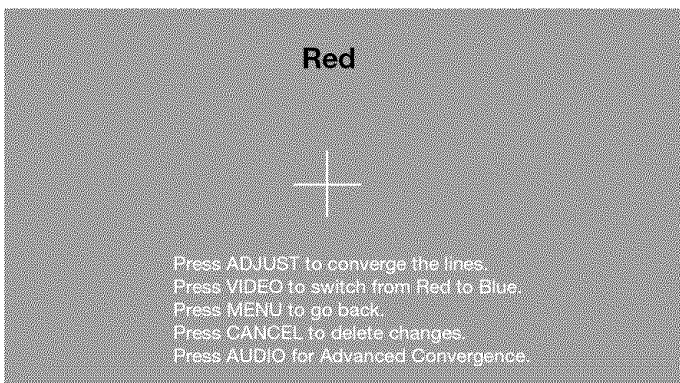 Red
Press ADJUST to converge the lines.
Press VIDEO to switch from Red to Blue.
Press MENU to go back.
Press CANCEL to delete changes.
Press AUDIO for Advanced Convergence.